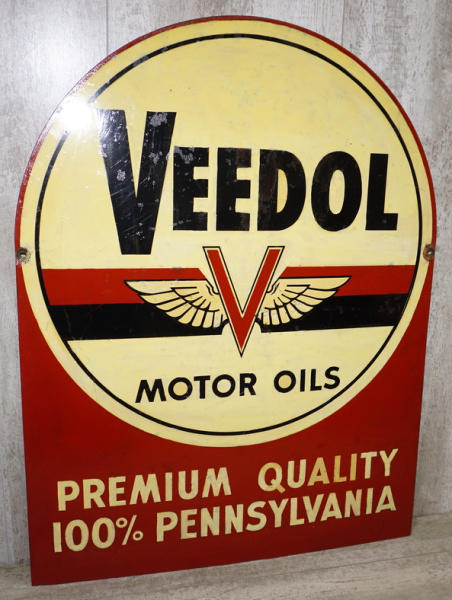 VEEDOL
V
MOTOR OILS
PREMIUM QUALITY
100% PENNSYLVANIA